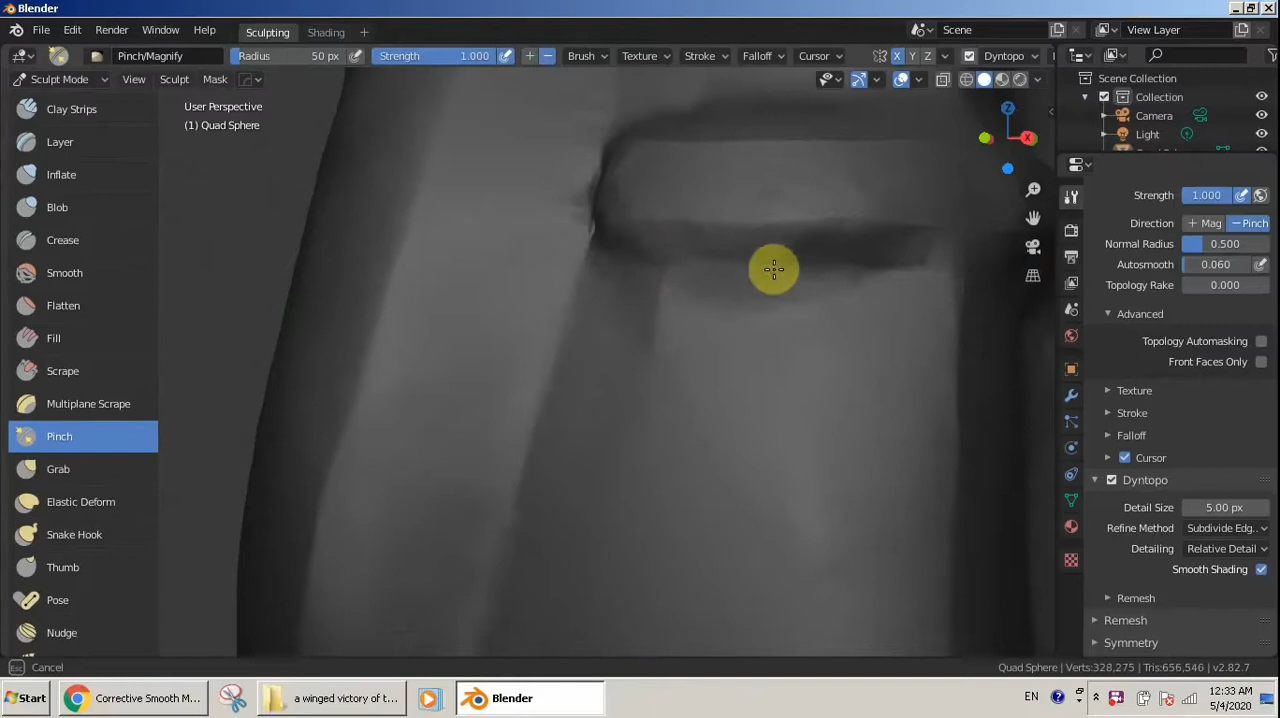 Blender
File Edit Render Window Help Sculpting Shading + Scene View Layer
Pinch/Magnify Radius 50 px Strength 1.000 Brush Texture Stroke Falloff Cursor X Y Z Dyntopo
Sculpt Mode View Sculpt Mask
Scene Collection
Collection
Camera
Light
User Perspective
(1) Quad Sphere
Z
X
Clay Strips
Layer
Inflate
Blob
Crease
Smooth
Flatten
Fill
Scrape
Multiplane Scrape
Pinch
Grab
Elastic Deform
Snake Hook
Thumb
Pose
Nudge
Strength 1.000
Direction + Mag − Pinch
Normal Radius 0.500
Autosmooth 0.060
Topology Rake 0.000
Advanced
Topology Automasking
Front Faces Only
Texture
Stroke
Falloff
Cursor
Dyntopo
Detail Size 5.00 px
Refine Method Subdivide Edg..
Detailing Relative Detail
Smooth Shading
Remesh
Remesh
Symmetry
Esc Cancel
Quad Sphere | Verts:328,275 | Tris:656,546 | v2.82.7
Start Corrective Smooth M... a winged victory of t... Blender EN 12:33 AM
5/4/2020